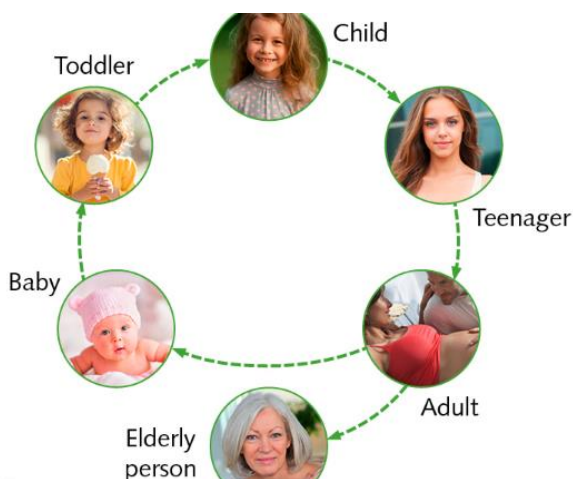 Child
Toddler
Teenager
Baby
Adult
Elderly
person